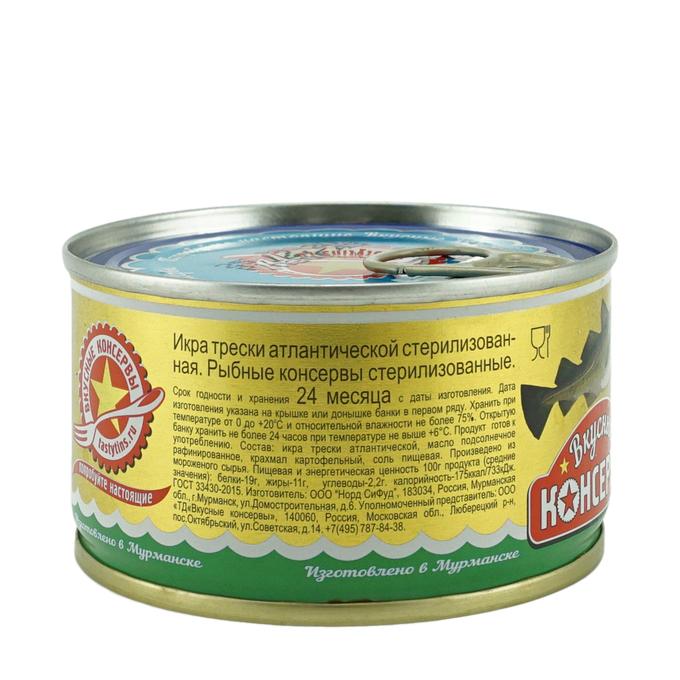 ВКУСНЫЕ КОНСЕРВЫ
tastytins.ru
попробуйте настоящие
Икра трески атлантической стерилизован-
ная. Рыбные консервы стерилизованные.
Срок годности и хранения 24 месяца с даты изготовления. Дата
изготовления указана на крышке или донышке банки в первом ряду. Хранить при
температуре от 0 до +20°С и относительной влажности не более 75%. Открытую
банку хранить не более 24 часов при температуре не выше +6°С. Продукт готов к
употреблению. Состав: икра трески атлантической, масло подсолнечное
рафинированное, крахмал картофельный, соль пищевая. Произведено из
мороженого сырья. Пищевая и энергетическая ценность 100г продукта (средние
значения): белки-19г, жиры-11г, углеводы-2,2г. калорийность-175ккал/733кДж.
ГОСТ 33430-2015. Изготовитель: ООО "Норд СиФуд", 183034, Россия, Мурманская
обл., г.Мурманск, ул.Домостроительная, д.6. Уполномоченный представитель: ООО
«ТД«Вкусные консервы», 140060, Россия, Московская обл., Люберецкий р-н,
пос.Октябрьский, ул.Советская, д.14, +7(495) 787-84-38.
Вкусны
КОНСЕР
Изготовлено в Мурманске
Изготовлено в Мурманске